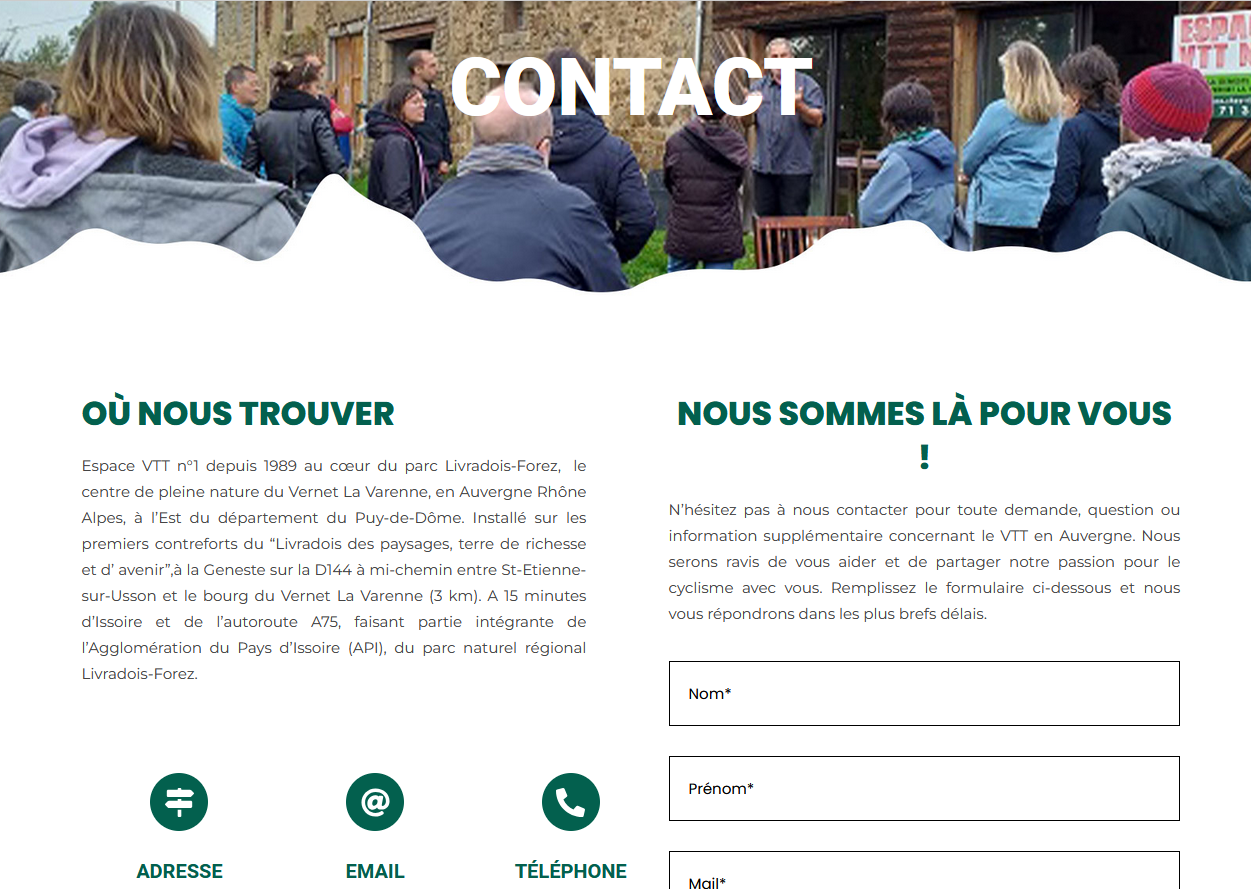 CONTACT
OÙ NOUS TROUVER
Espace VTT n°1 depuis 1989 au cœur du parc Livradois-Forez, le
centre de pleine nature du Vernet La Varenne, en Auvergne Rhône
Alpes, à l’Est du département du Puy-de-Dôme. Installé sur les
premiers contreforts du “Livradois des paysages, terre de richesse
et d’ avenir”,à la Geneste sur la D144 à mi-chemin entre St-Etienne-
sur-Usson et le bourg du Vernet La Varenne (3 km). A 15 minutes
d’Issoire et de l’autoroute A75, faisant partie intégrante de
l’Agglomération du Pays d’Issoire (API), du parc naturel régional
Livradois-Forez.
ADRESSE
EMAIL
TÉLÉPHONE
NOUS SOMMES LÀ POUR VOUS
!
N’hésitez pas à nous contacter pour toute demande, question ou
information supplémentaire concernant le VTT en Auvergne. Nous
serons ravis de vous aider et de partager notre passion pour le
cyclisme avec vous. Remplissez le formulaire ci-dessous et nous
vous répondrons dans les plus brefs délais.
Nom*
Prénom*
Mail*